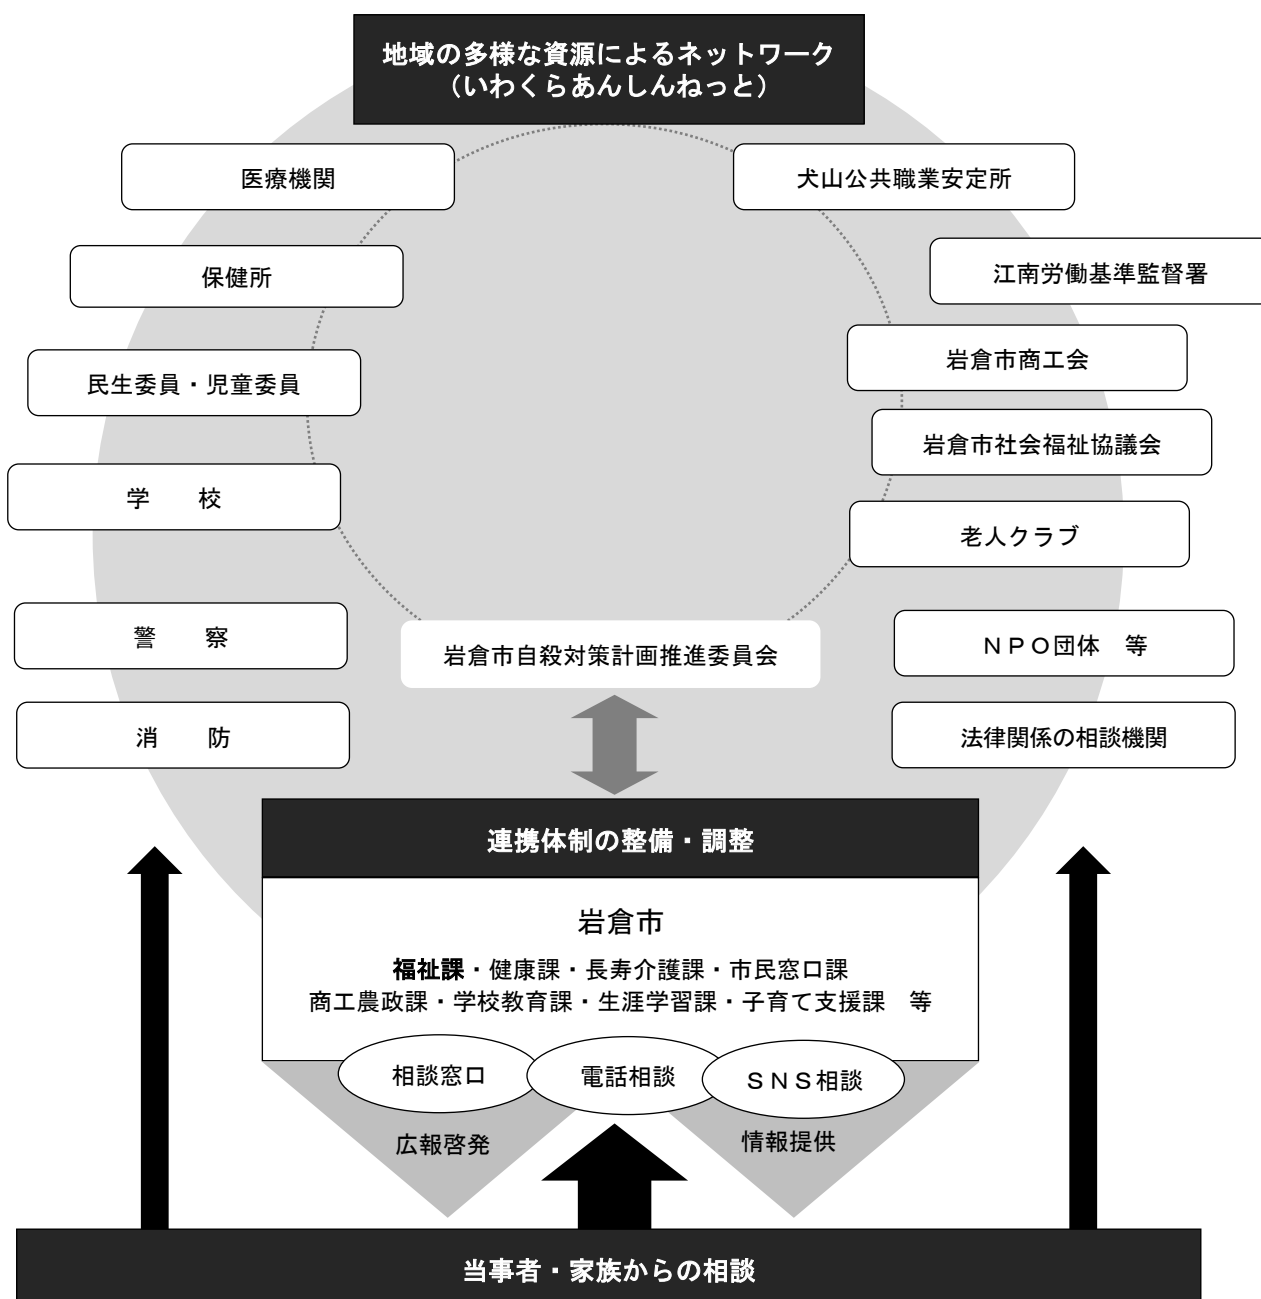 地域の多様な資源によるネットワーク
（いわくらあんしんねっと）
医療機関
犬山公共職業安定所
保健所
江南労働基準監督署
民生委員・児童委員
岩倉市商工会
岩倉市社会福祉協議会
学　　校
老人クラブ
警　　察
岩倉市自殺対策計画推進委員会
ＮＰＯ団体　等
消　　防
法律関係の相談機関
連携体制の整備・調整
岩倉市
福祉課・健康課・長寿介護課・市民窓口課
商工農政課・学校教育課・生涯学習課・子育て支援課　等
相談窓口
電話相談
ＳＮＳ相談
広報啓発
情報提供
当事者・家族からの相談